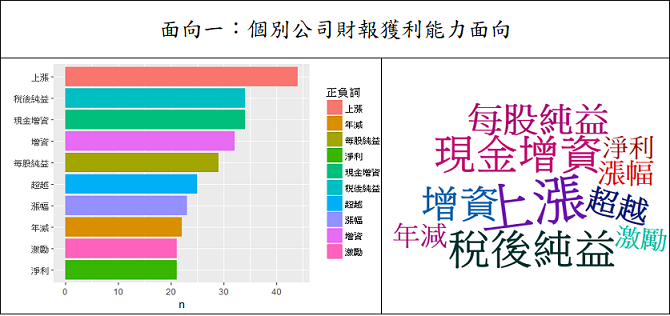 面向一：個別公司財報獲利能力面向
上漲
稅後純益
現金增資
增資
每股純益
超越
漲幅
年減
激勵
淨利
0
10
20
30
40
n
正負詞
上漲
年減
每股純益
淨利
現金增資
稅後純益
超越
漲幅
增資
激勵
每股純益
現金增資
淨利
漲幅
增資
上漲
超越
年減
稅後純益
激勵